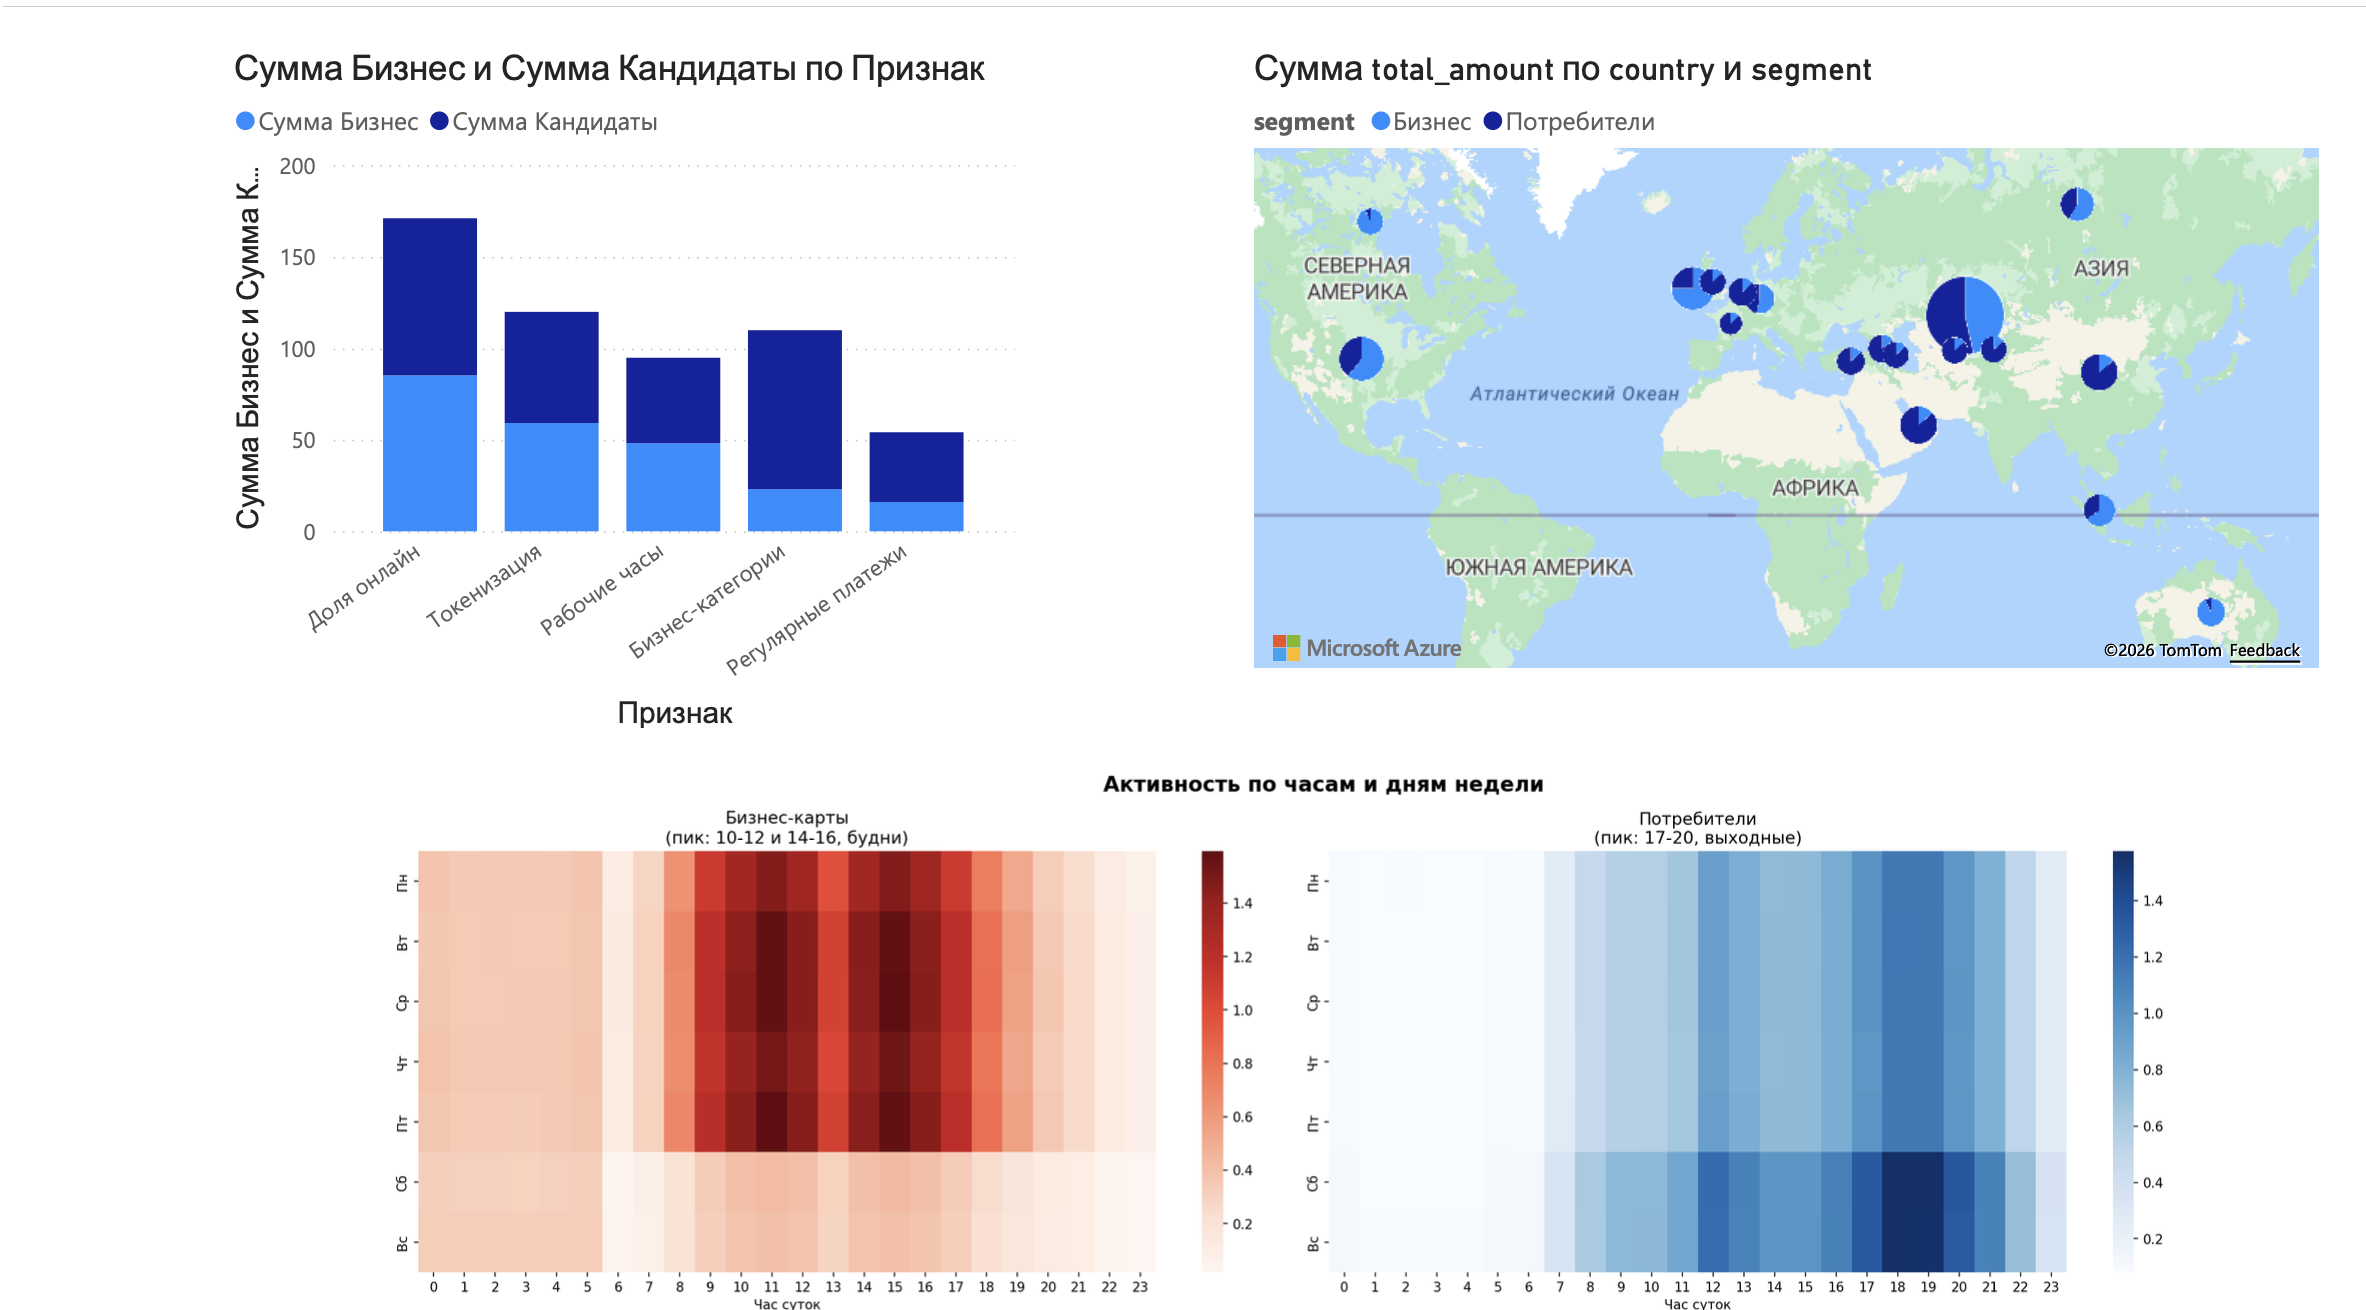 Сумма Бизнес и Сумма Кандидаты по Признак
Сумма Бизнес Сумма Кандидаты
Сумма Бизнес и Сумма К...
200
150
100
50
0
Доля онлайн
Токенизация
Рабочие часы
Бизнес-категории
Регулярные платежи
Признак
Сумма total_amount по country и segment
segment Бизнес Потребители
СЕВЕРНАЯ
АМЕРИКА
АЗИЯ
Атлантический Океан
АФРИКА
ЮЖНАЯ АМЕРИКА
Microsoft Azure
©2026 TomTom Feedback
Активность по часам и дням недели
Бизнес-карты
(пик: 10-12 и 14-16, будни)
Пн
Вт
Ср
Чт
Пт
Сб
Вс
0 1 2 3 4 5 6 7 8 9 10 11 12 13 14 15 16 17 18 19 20 21 22 23
Час суток
1.4
1.2
1.0
0.8
0.6
0.4
0.2
Потребители
(пик: 17-20, выходные)
Пн
Вт
Ср
Чт
Пт
Сб
Вс
0 1 2 3 4 5 6 7 8 9 10 11 12 13 14 15 16 17 18 19 20 21 22 23
Час суток
1.4
1.2
1.0
0.8
0.6
0.4
0.2